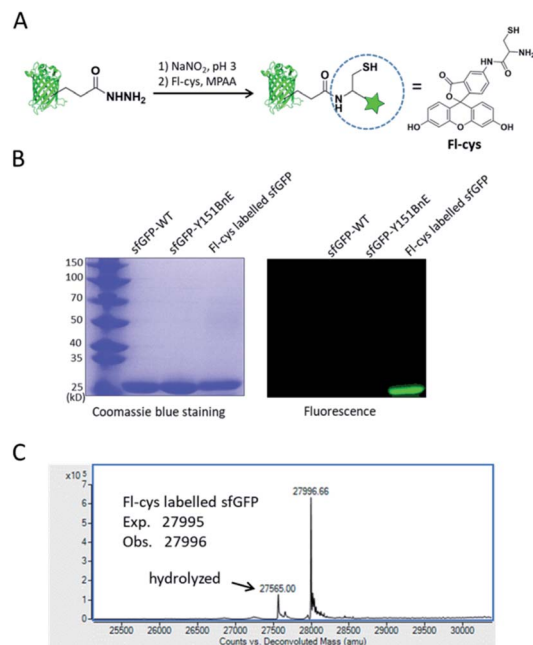 A
1) NaNO2, pH 3
2) Fl-cys, MPAA
O
NHNH2
O
N
H
SH
=
SH
HN
NH2
O
O
O
HO
O
OH
Fl-cys
B
sfGFP-WT
sfGFP-Y151BnE
Fl-cys labelled sfGFP
sfGFP-WT
sfGFP-Y151BnE
Fl-cys labelled sfGFP
150
100
70
50
40
35
25
(kD)
Coomassie blue staining
Fluorescence
C
x10 5
7
6
5
4
3
2
1
0
Fl-cys labelled sfGFP
Exp. 27995
Obs. 27996
hydrolyzed
27565.00
27996.66
25500 26000 26500 27000 27500 28000 28500 29000 29500 30000
Counts vs. Deconvoluted Mass (amu)